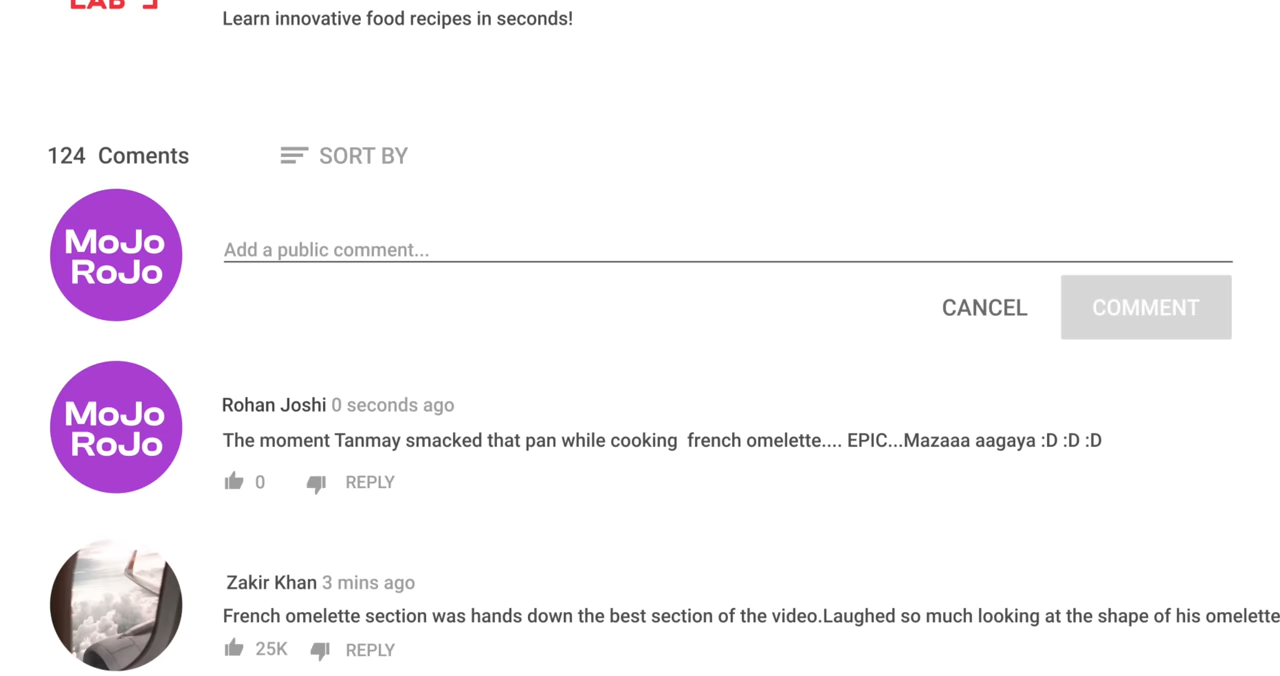 LAB
Learn innovative food recipes in seconds!
124 Coments
SORT BY
MoJo
RoJo
Add a public comment...
CANCEL
COMMENT
MoJo
RoJo
Rohan Joshi 0 seconds ago
The moment Tanmay smacked that pan while cooking french omelette.... EPIC...Mazaaa aagaya :D :D :D
0
REPLY
Zakir Khan 3 mins ago
French omelette section was hands down the best section of the video.Laughed so much looking at the shape of his omelette
25K
REPLY